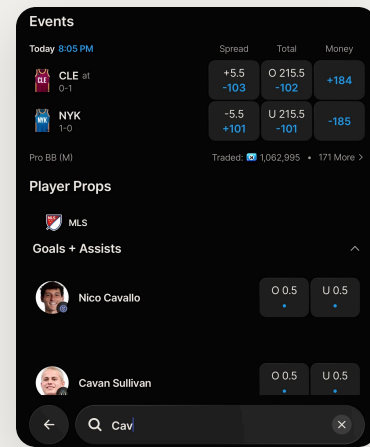 Events
Today 8:05 PM Spread Total Money
CLE at +5.5 O 215.5 +184
0-1 -103 -102
NYK -5.5 U 215.5 -185
1-0 +101 -101
Pro BB (M) Traded: 1,062,995 • 171 More >
Player Props
MLS
Goals + Assists
Nico Cavallo O 0.5 U 0.5
Cavan Sullivan O 0.5 U 0.5
Cav